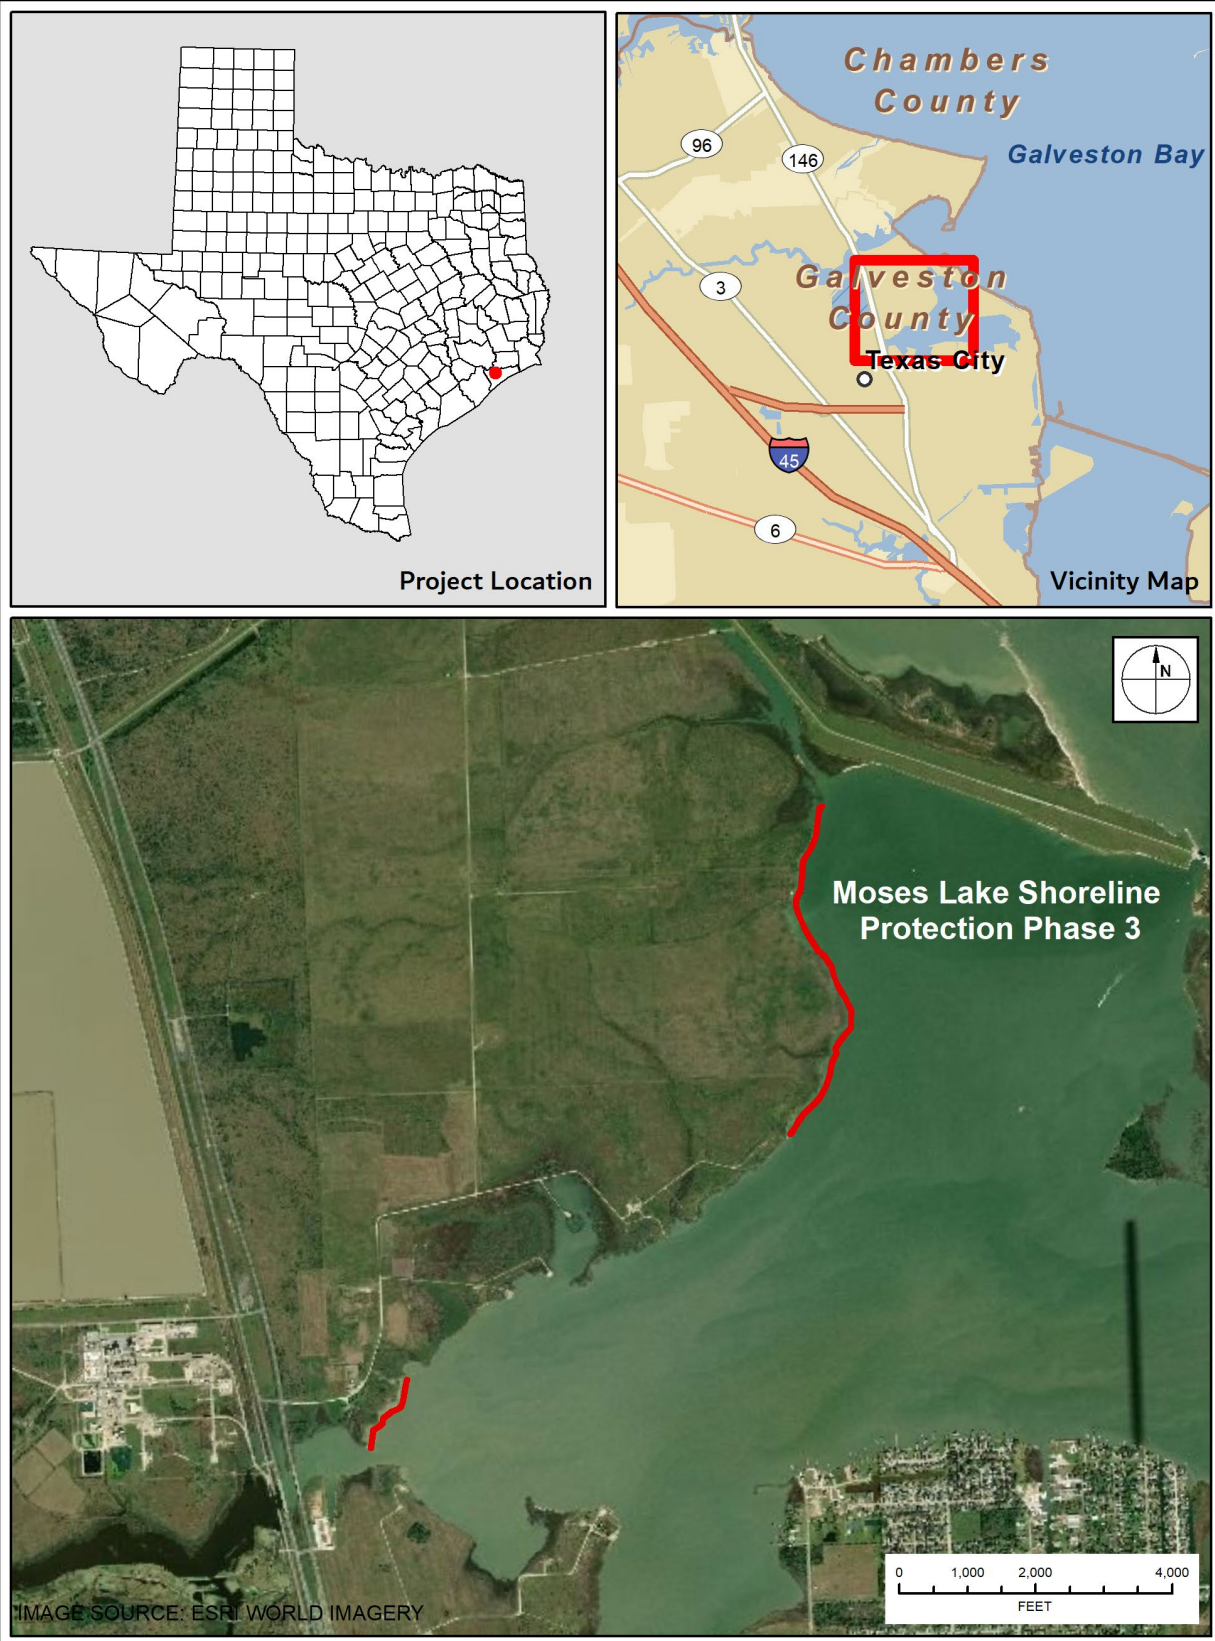 Project Location
Chambers
County
Galveston Bay
96
146
3
Galveston
County
Texas City
45
6
Vicinity Map
N
Moses Lake Shoreline
Protection Phase 3
0 1,000 2,000 4,000
FEET
IMAGE SOURCE: ESRI WORLD IMAGERY